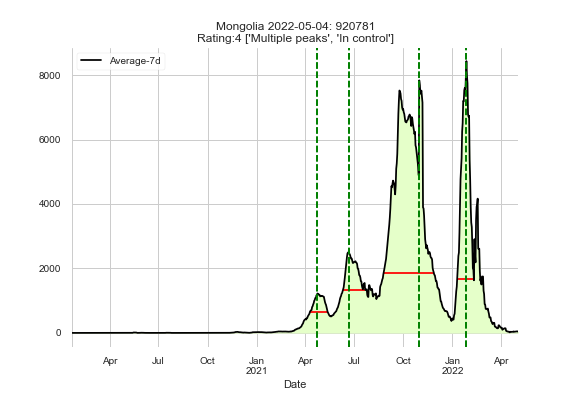 Mongolia 2022-05-04: 920781
Rating:4 ['Multiple peaks', 'In control']
Average-7d
8000
6000
4000
2000
0
Apr Jul Oct Jan Apr Jul Oct Jan Apr
2021 2022
Date